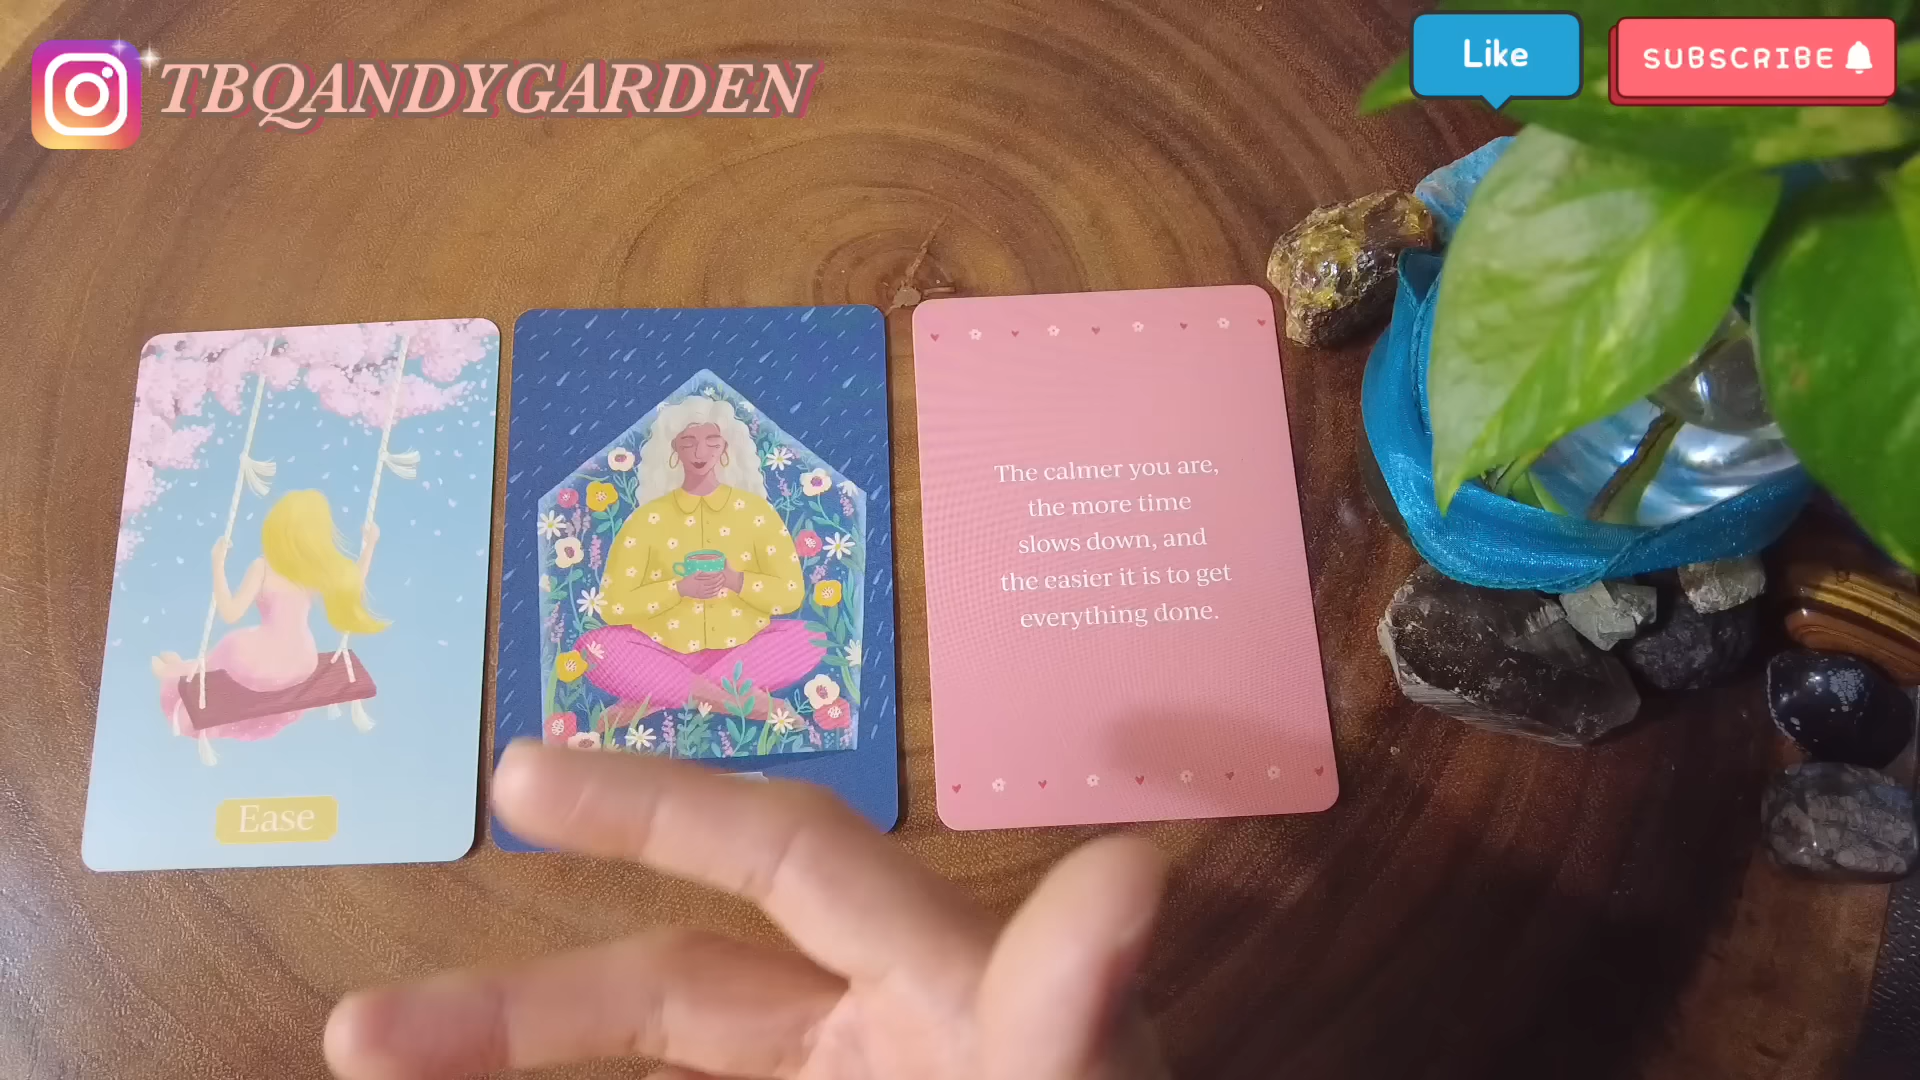 TBQANDYGARDEN
Like
SUBSCRIBE
The calmer you are,
the more time
slows down, and
the easier it is to get
everything done.
Ease